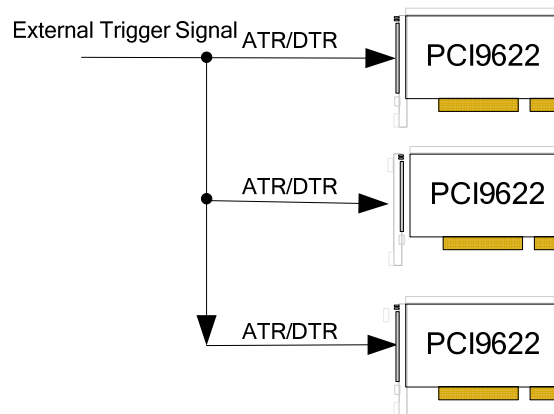 External Trigger Signal
ATR/DTR
PCI9622
ATR/DTR
PCI9622
ATR/DTR
PCI9622